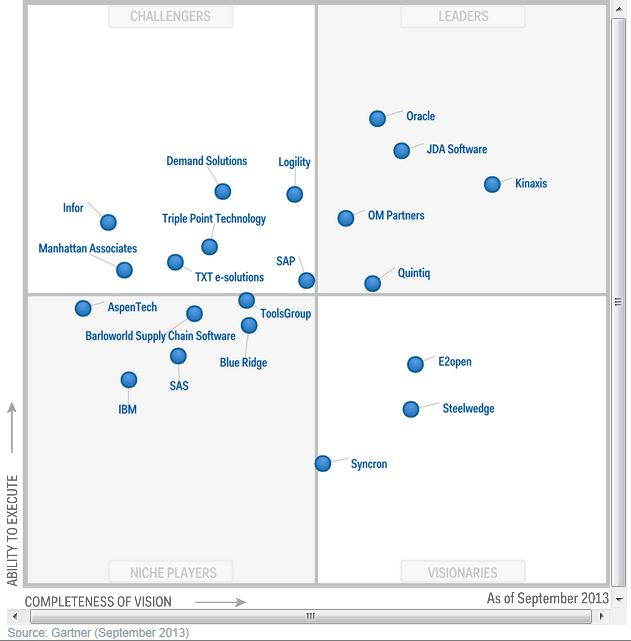 CHALLENGERS
LEADERS
Oracle
JDA Software
Demand Solutions
Logility
Kinaxis
Infor
Triple Point Technology
OM Partners
Manhattan Associates
SAP
TXT e-solutions
Quintiq
AspenTech
ToolsGroup
Barloworld Supply Chain Software
Blue Ridge
E2open
SAS
IBM
Steelwedge
Syncron
ABILITY TO EXECUTE
NICHE PLAYERS
VISIONARIES
COMPLETENESS OF VISION
As of September 2013
Source: Gartner (September 2013)